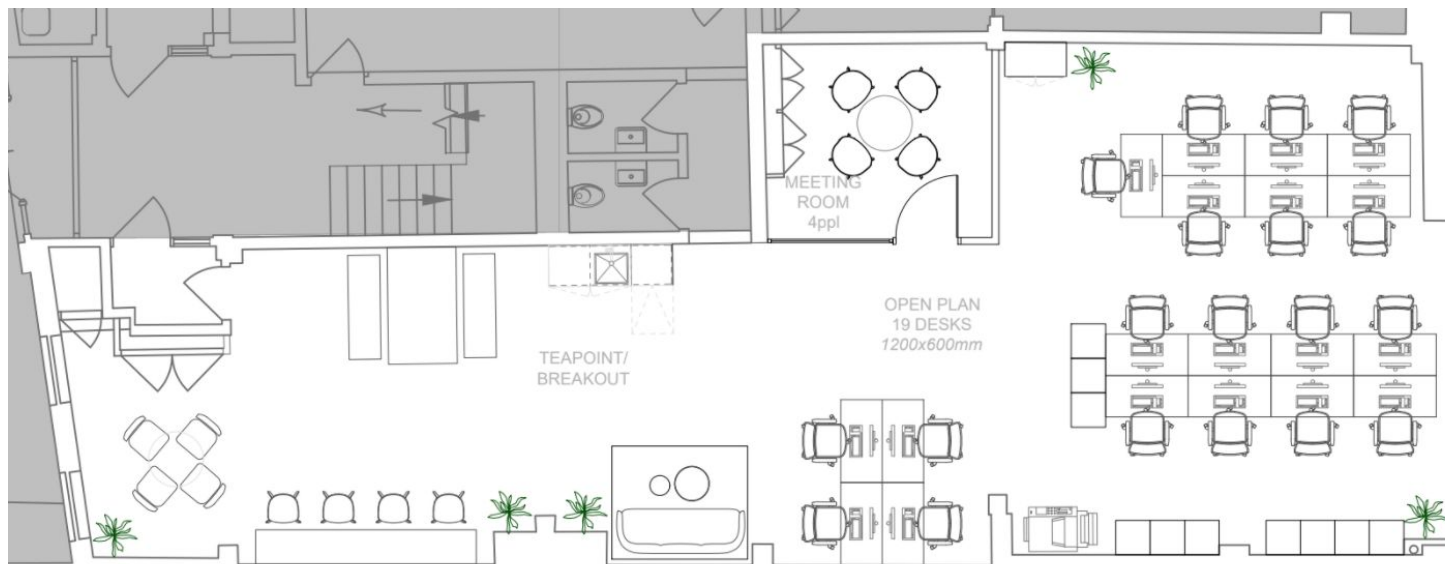 MEETING
ROOM
4ppl
OPEN PLAN
19 DESKS
1200x600mm
TEAPOINT/
BREAKOUT